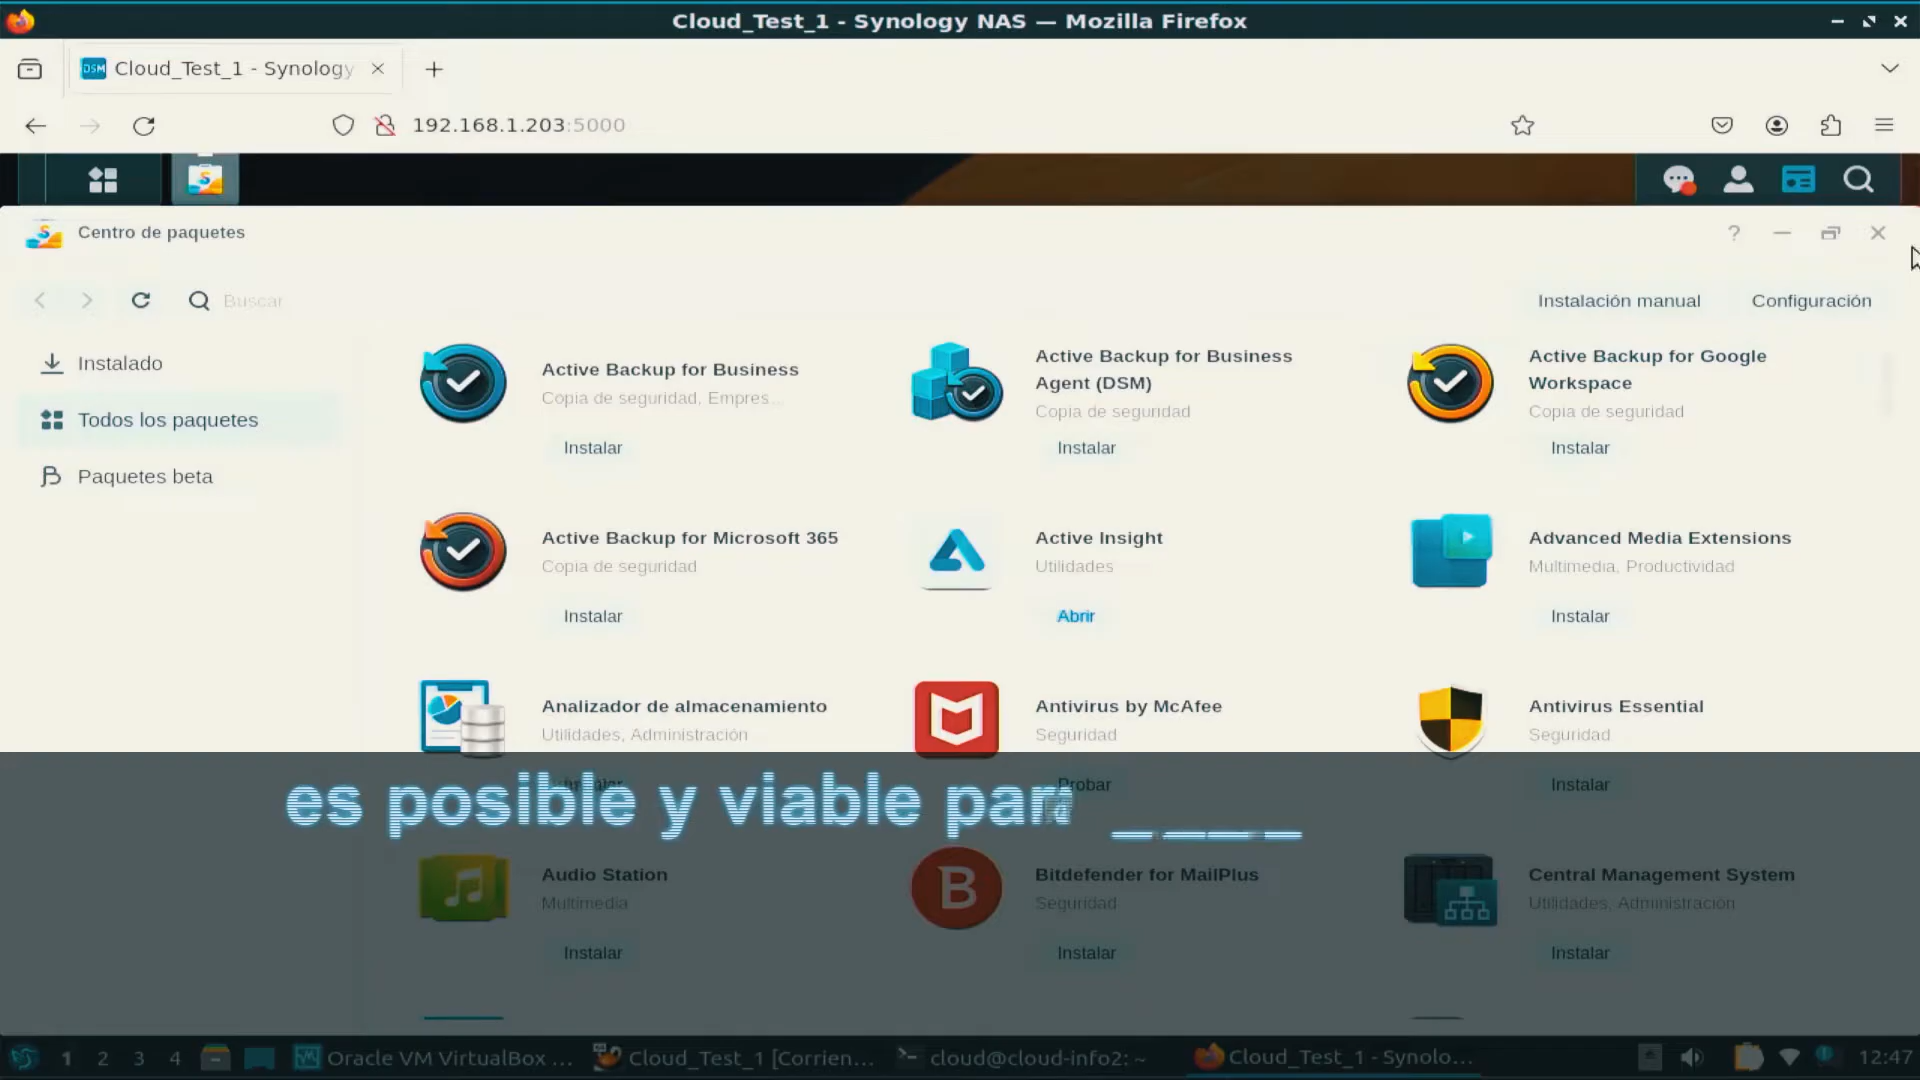 Cloud_Test_1 - Synology NAS — Mozilla Firefox
DSM Cloud_Test_1 - Synology
192.168.1.203:5000
Centro de paquetes
Buscar
Instalación manual Configuración
Instalado
Todos los paquetes
Paquetes beta
Active Backup for Business
Copia de seguridad, Empres...
Instalar
Active Backup for Business
Agent (DSM)
Copia de seguridad
Instalar
Active Backup for Google
Workspace
Copia de seguridad
Instalar
Active Backup for Microsoft 365
Copia de seguridad
Instalar
Active Insight
Utilidades
Abrir
Advanced Media Extensions
Multimedia, Productividad
Instalar
Analizador de almacenamiento
Utilidades, Administración
Antivirus by McAfee
Seguridad
Probar
Antivirus Essential
Seguridad
Instalar
es posible y viable para ____
Audio Station
Multimedia
Instalar
Bitdefender for MailPlus
Seguridad
Instalar
Central Management System
Utilidades, Administración
Instalar
1 2 3 4 Oracle VM VirtualBox ... Cloud_Test_1 [Corrien... cloud@cloud-info2: ~ Cloud_Test_1 - Synolo... 12:47